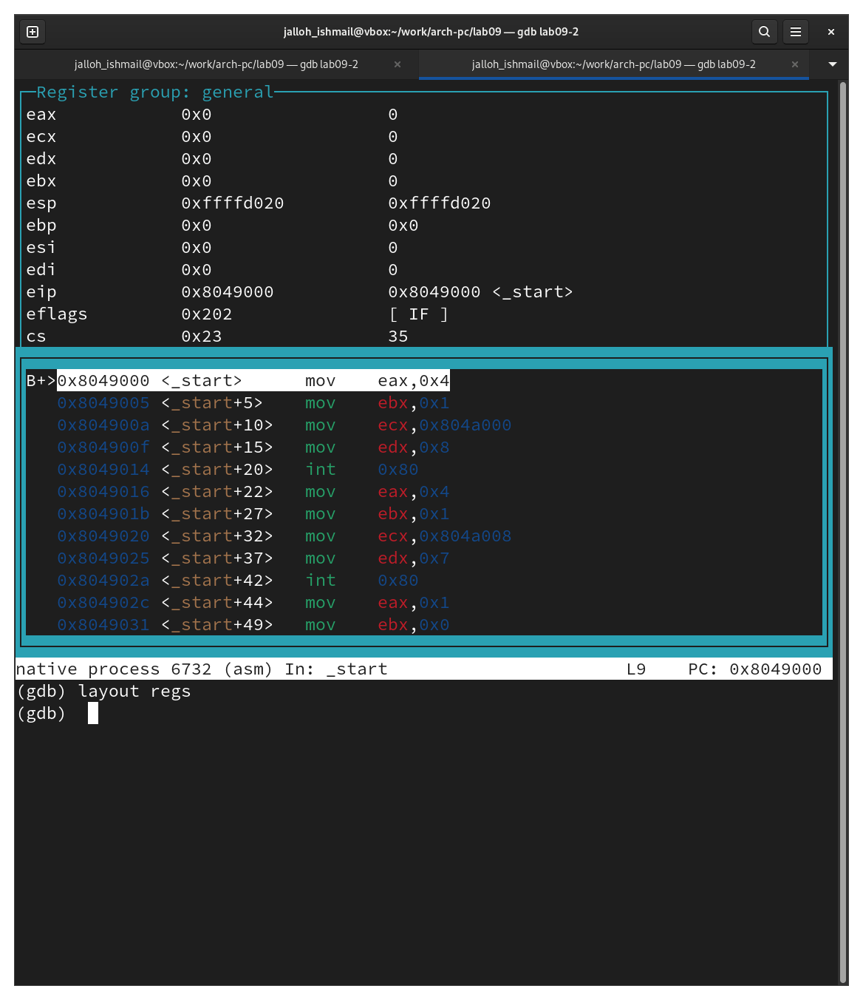 jalloh_ishmail@vbox:~/work/arch-pc/lab09 — gdb lab09-2
jalloh_ishmail@vbox:~/work/arch-pc/lab09 — gdb lab09-2 × jalloh_ishmail@vbox:~/work/arch-pc/lab09 — gdb lab09-2 ×
Register group: general
eax 0x0 0
ecx 0x0 0
edx 0x0 0
ebx 0x0 0
esp 0xffffd020 0xffffd020
ebp 0x0 0x0
esi 0x0 0
edi 0x0 0
eip 0x8049000 0x8049000 <_start>
eflags 0x202 [ IF ]
cs 0x23 35
B+>0x8049000 <_start> mov eax,0x4
0x8049005 <_start+5> mov ebx,0x1
0x804900a <_start+10> mov ecx,0x804a000
0x804900f <_start+15> mov edx,0x8
0x8049014 <_start+20> int 0x80
0x8049016 <_start+22> mov eax,0x4
0x804901b <_start+27> mov ebx,0x1
0x8049020 <_start+32> mov ecx,0x804a008
0x8049025 <_start+37> mov edx,0x7
0x804902a <_start+42> int 0x80
0x804902c <_start+44> mov eax,0x1
0x8049031 <_start+49> mov ebx,0x0
native process 6732 (asm) In: _start L9 PC: 0x8049000
(gdb) layout regs
(gdb)